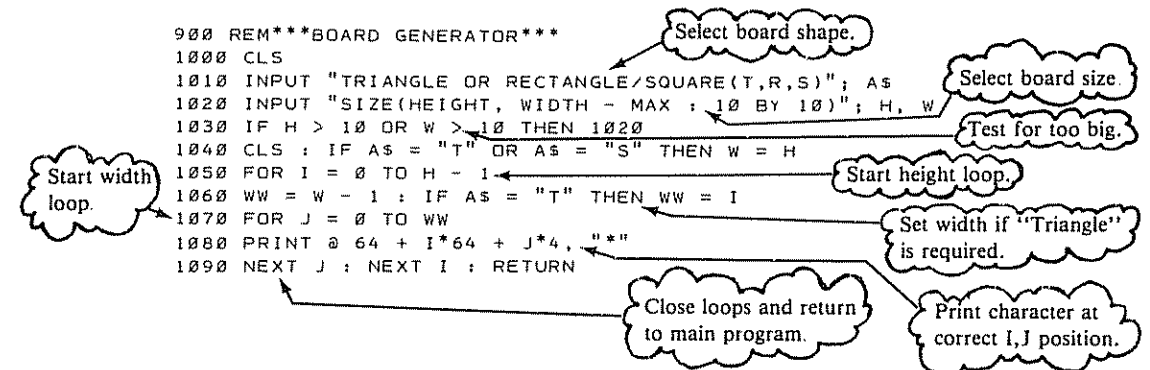 900 REM***BOARD GENERATOR***
1000 CLS
1010 INPUT "TRIANGLE OR RECTANGLE/SQUARE(T,R,S)"; A$
1020 INPUT "SIZE(HEIGHT, WIDTH - MAX : 10 BY 10)"; H, W
1030 IF H > 10 OR W > 10 THEN 1020
1040 CLS : IF A$ = "T" OR A$ = "S" THEN W = H
1050 FOR I = 0 TO H - 1
1060 WW = W - 1 : IF A$ = "T" THEN WW = I
1070 FOR J = 0 TO WW
1080 PRINT @ 64 + I*64 + J*4, "*"
1090 NEXT J : NEXT I : RETURN
Select board shape.
Select board size.
Test for too big.
Start width
loop.
Start height loop.
Set width if "Triangle"
is required.
Close loops and return
to main program.
Print character at
correct I,J position.